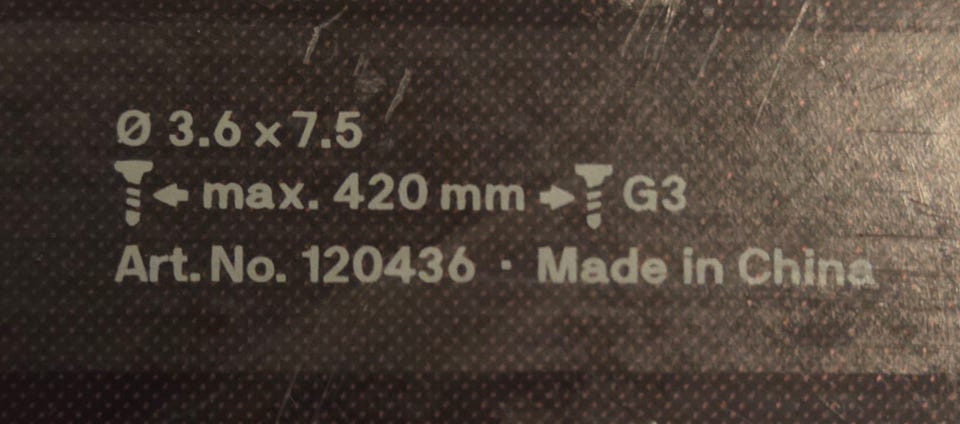 Ø 3.6 x 7.5
max. 420 mm G3
Art. No. 120436 · Made in China